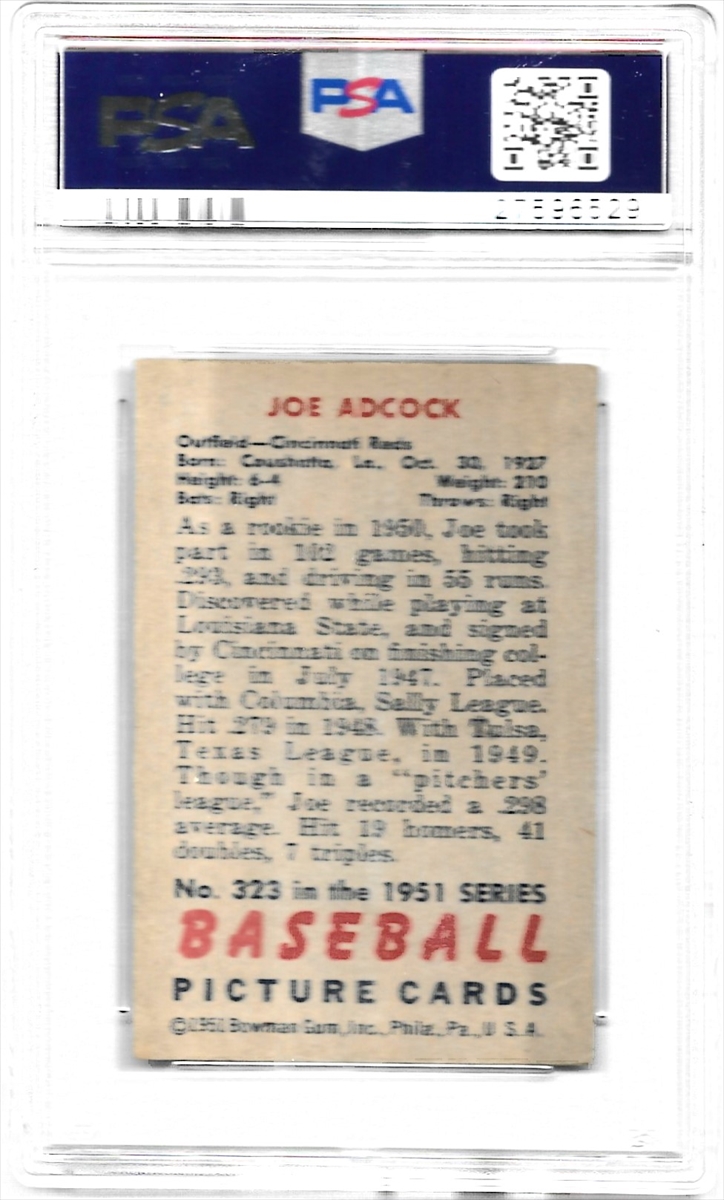 PSA
PSA
27596529
JOE ADCOCK
Outfield—Cincinnati Reds
Born: Coushatta, La., Oct. 30, 1927
Height: 6-4 Weight: 210
Bats: Right Throws: Right
As a rookie in 1950, Joe took
part in 102 games, hitting
.293, and driving in 55 runs.
Discovered while playing at
Louisiana State, and signed
by Cincinnati on finishing col-
lege in July 1947. Placed
with Columbia, Sally League.
Hit .279 in 1948. With Tulsa,
Texas League, in 1949.
Though in a "pitchers'
league," Joe recorded a .298
average. Hit 19 homers, 41
doubles, 7 triples.
No. 323 in the 1951 SERIES
BASEBALL
PICTURE CARDS
©1951 Bowman Gum, Inc., Phila., Pa., U. S. A.